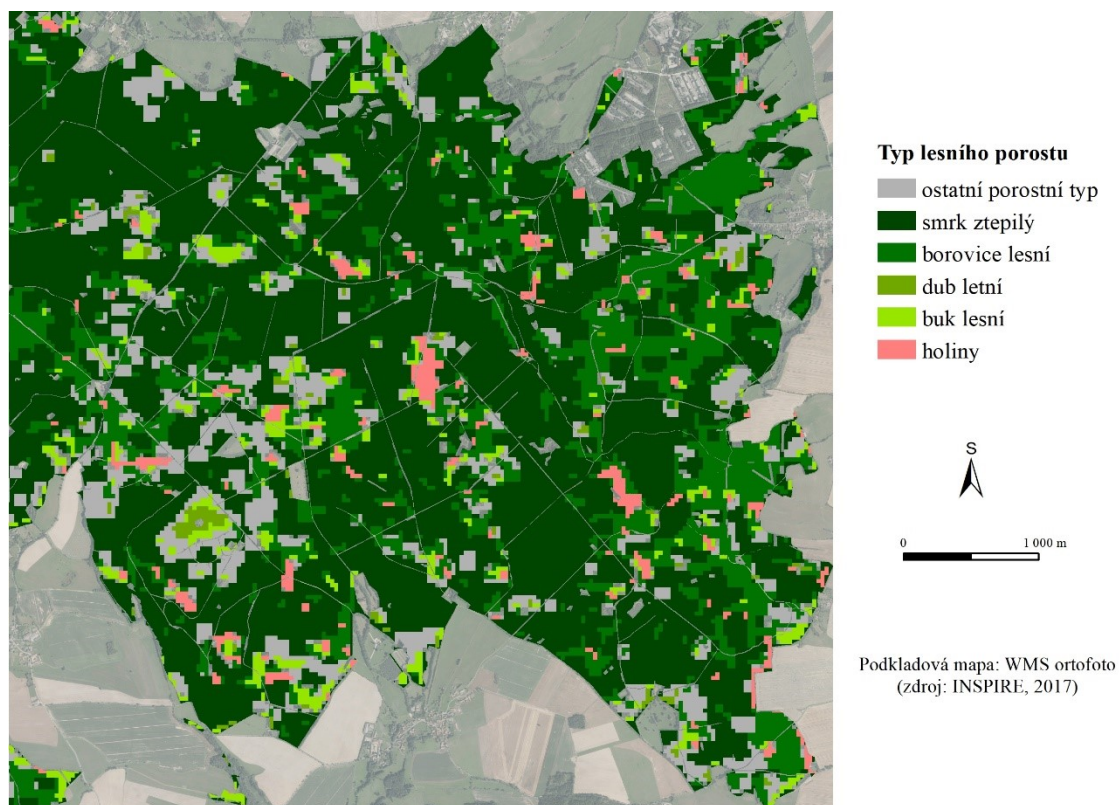 Typ lesního porostu
ostatní porostní typ
smrk ztepilý
borovice lesní
dub letní
buk lesní
holiny
S
0 1 000 m
Podkladová mapa: WMS ortofoto
(zdroj: INSPIRE, 2017)